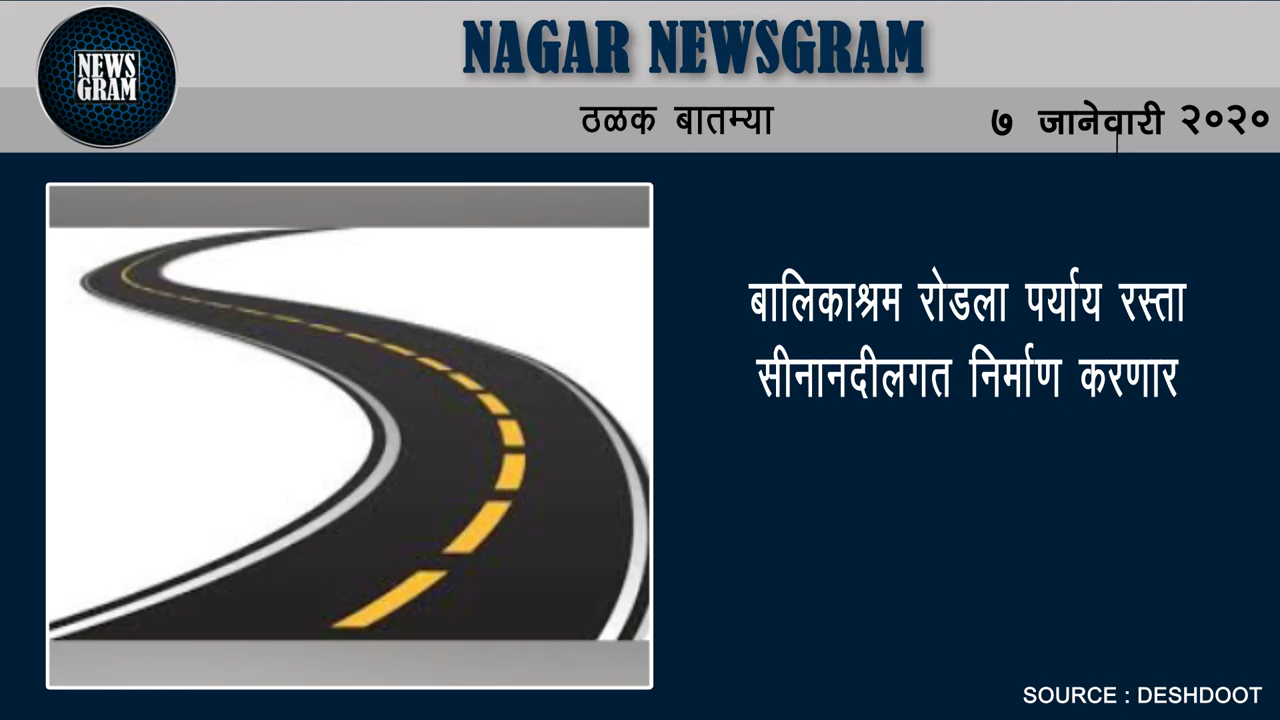 NEWS
GRAM
NAGAR NEWSGRAM
ठळक बातम्या
७ जानेवारी २०२०
बालिकाश्रम रोडला पर्याय रस्ता
सीनानदीलगत निर्माण करणार
SOURCE : DESHDOOT